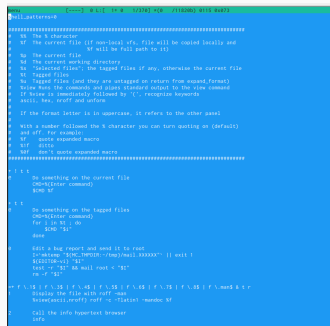 menu [----] 0 L:[ 1+ 0 1/378] *(0 /11020b) 0115 0x073
shell_patterns=0
################################################################
# %% The % character
# %f The current file (if non-local vfs, file will be copied locally and
# %f will be full path to it)
# %p The current file
# %d The current working directory
# %s "Selected files"; the tagged files if any, otherwise the current file
# %t Tagged files
# %u Tagged files (and they are untagged on return from expand_format)
# %view Runs the commands and pipes standard output to the view command
# If %view is immediately followed by '{', recognize keywords
# ascii, hex, nroff and unform
#
# If the format letter is in uppercase, it refers to the other panel
#
# With a number followed the % character you can turn quoting on (default)
# and off. For example:
# %f quote expanded macro
# %1f ditto
# %0f don't quote expanded macro
################################################################
+ ! t t
@ Do something on the current file
CMD=%{Enter command}
$CMD %f
+ t t
@ Do something on the tagged files
CMD=%{Enter command}
for i in %t ; do
$CMD "$i"
done
0 Edit a bug report and send it to root
I=`mktemp "${MC_TMPDIR:-/tmp}/mail.XXXXXX"` || exit 1
${EDITOR-vi} "$I"
test -r "$I" && mail root < "$I"
rm -f "$I"
=+ f \.1$ | f \.3$ | f \.4$ | f \.5$ | f \.6$ | f \.7$ | f \.8$ | f \.man$ & t r
1 Display the file with roff -man
%view{ascii,nroff} roff -c -Tlatin1 -mandoc %f
2 Call the info hypertext browser
info